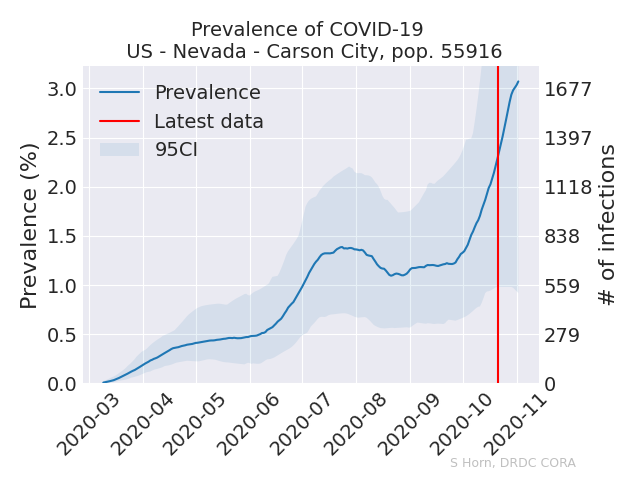 Prevalence of COVID-19
US - Nevada - Carson City, pop. 55916
Prevalence
Latest data
95CI
Prevalence (%)
3.0
2.5
2.0
1.5
1.0
0.5
0.0
1677
1397
1118
838
559
279
0
# of infections
2020-03
2020-04
2020-05
2020-06
2020-07
2020-08
2020-09
2020-10
2020-11
S Horn, DRDC CORA